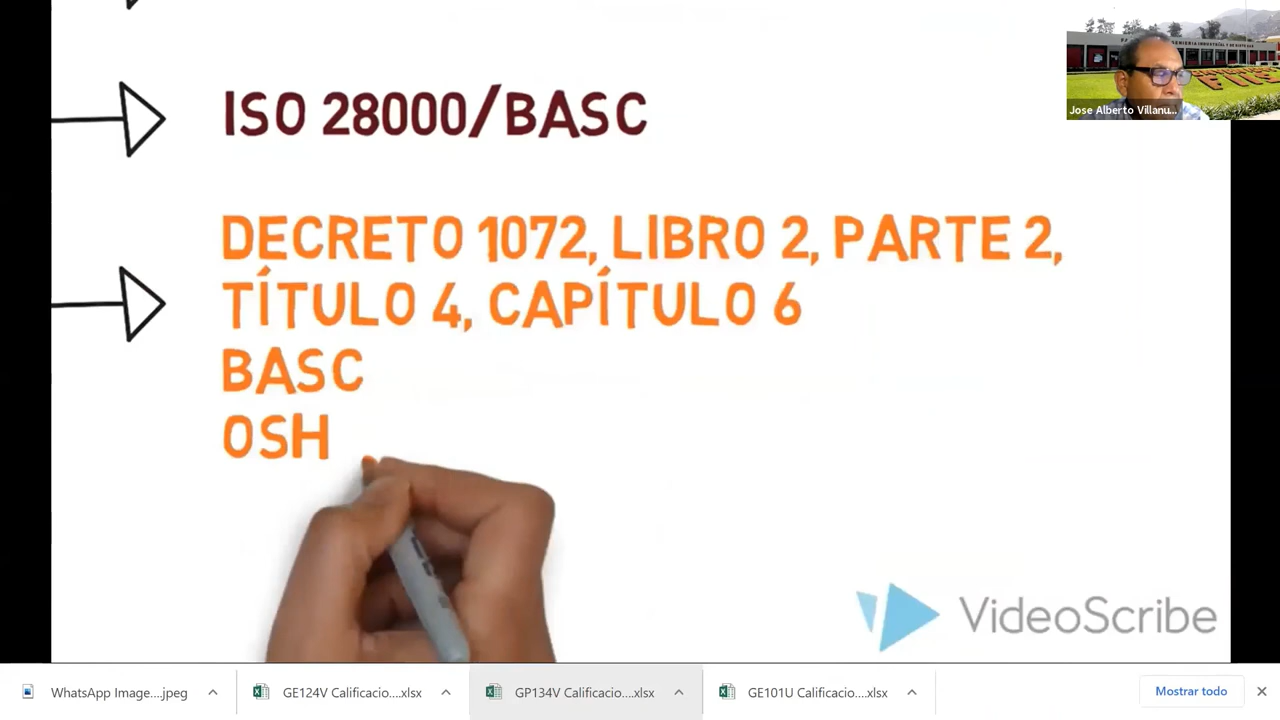 ISO 28000/BASC
DECRETO 1072, LIBRO 2, PARTE 2,
TÍTULO 4, CAPÍTULO 6
BASC
OSH
VideoScribe
Jose Alberto Villanu...
WhatsApp Image....jpeg
GE124V Calificacio....xlsx
GP134V Calificacio....xlsx
GE101U Calificacio....xlsx
Mostrar todo